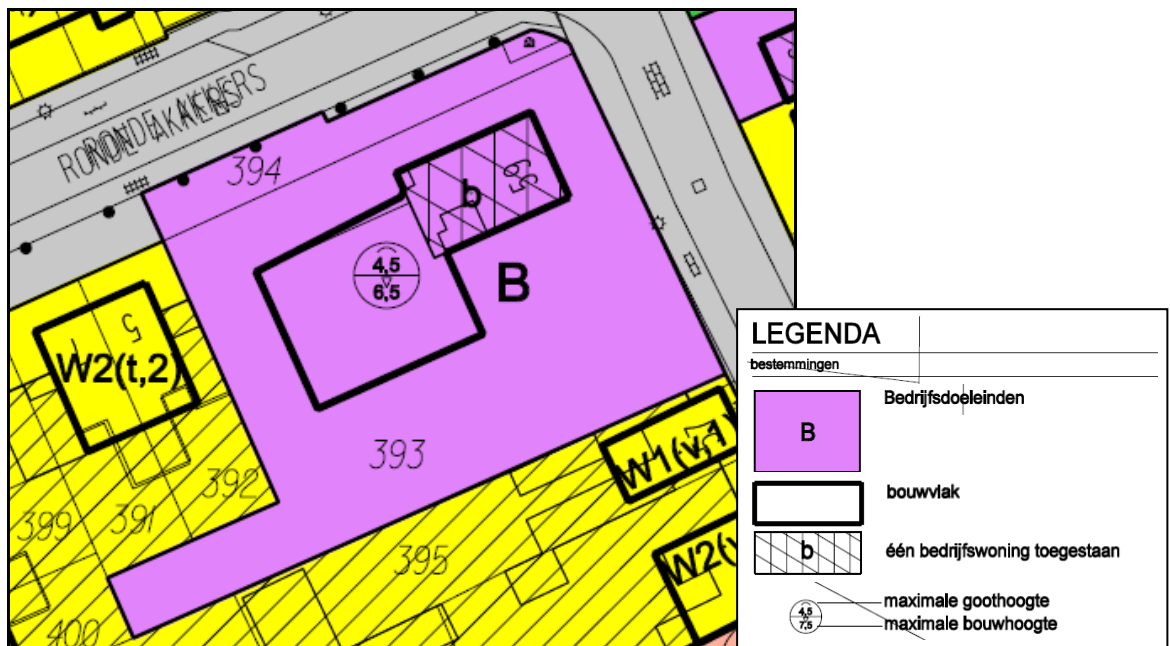 RONDE AKKERS
394
59
b
4,5
6,5
B
5
W2(t,2)
393
W1(v,1)
392
391
399
395
W2(v
400
LEGENDA
bestemmingen
B
Bedrijfsdoeleinden
bouwvlak
b
één bedrijfswoning toegestaan
4,5
7,5
maximale goothoogte
maximale bouwhoogte